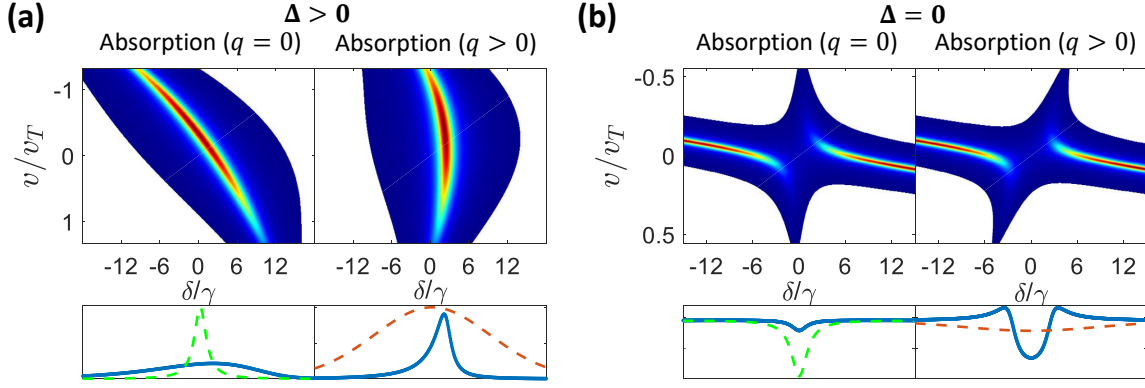 (a)
Δ > 0
Absorption (q = 0)
Absorption (q > 0)
v/v_T
-1
0
1
-12 -6 0 6 12
-12 -6 0 6 12
δ/γ
(b)
Δ = 0
Absorption (q = 0)
Absorption (q > 0)
v/v_T
-0.5
0
0.5
-12 -6 0 6 12
-12 -6 0 6 12
δ/γ